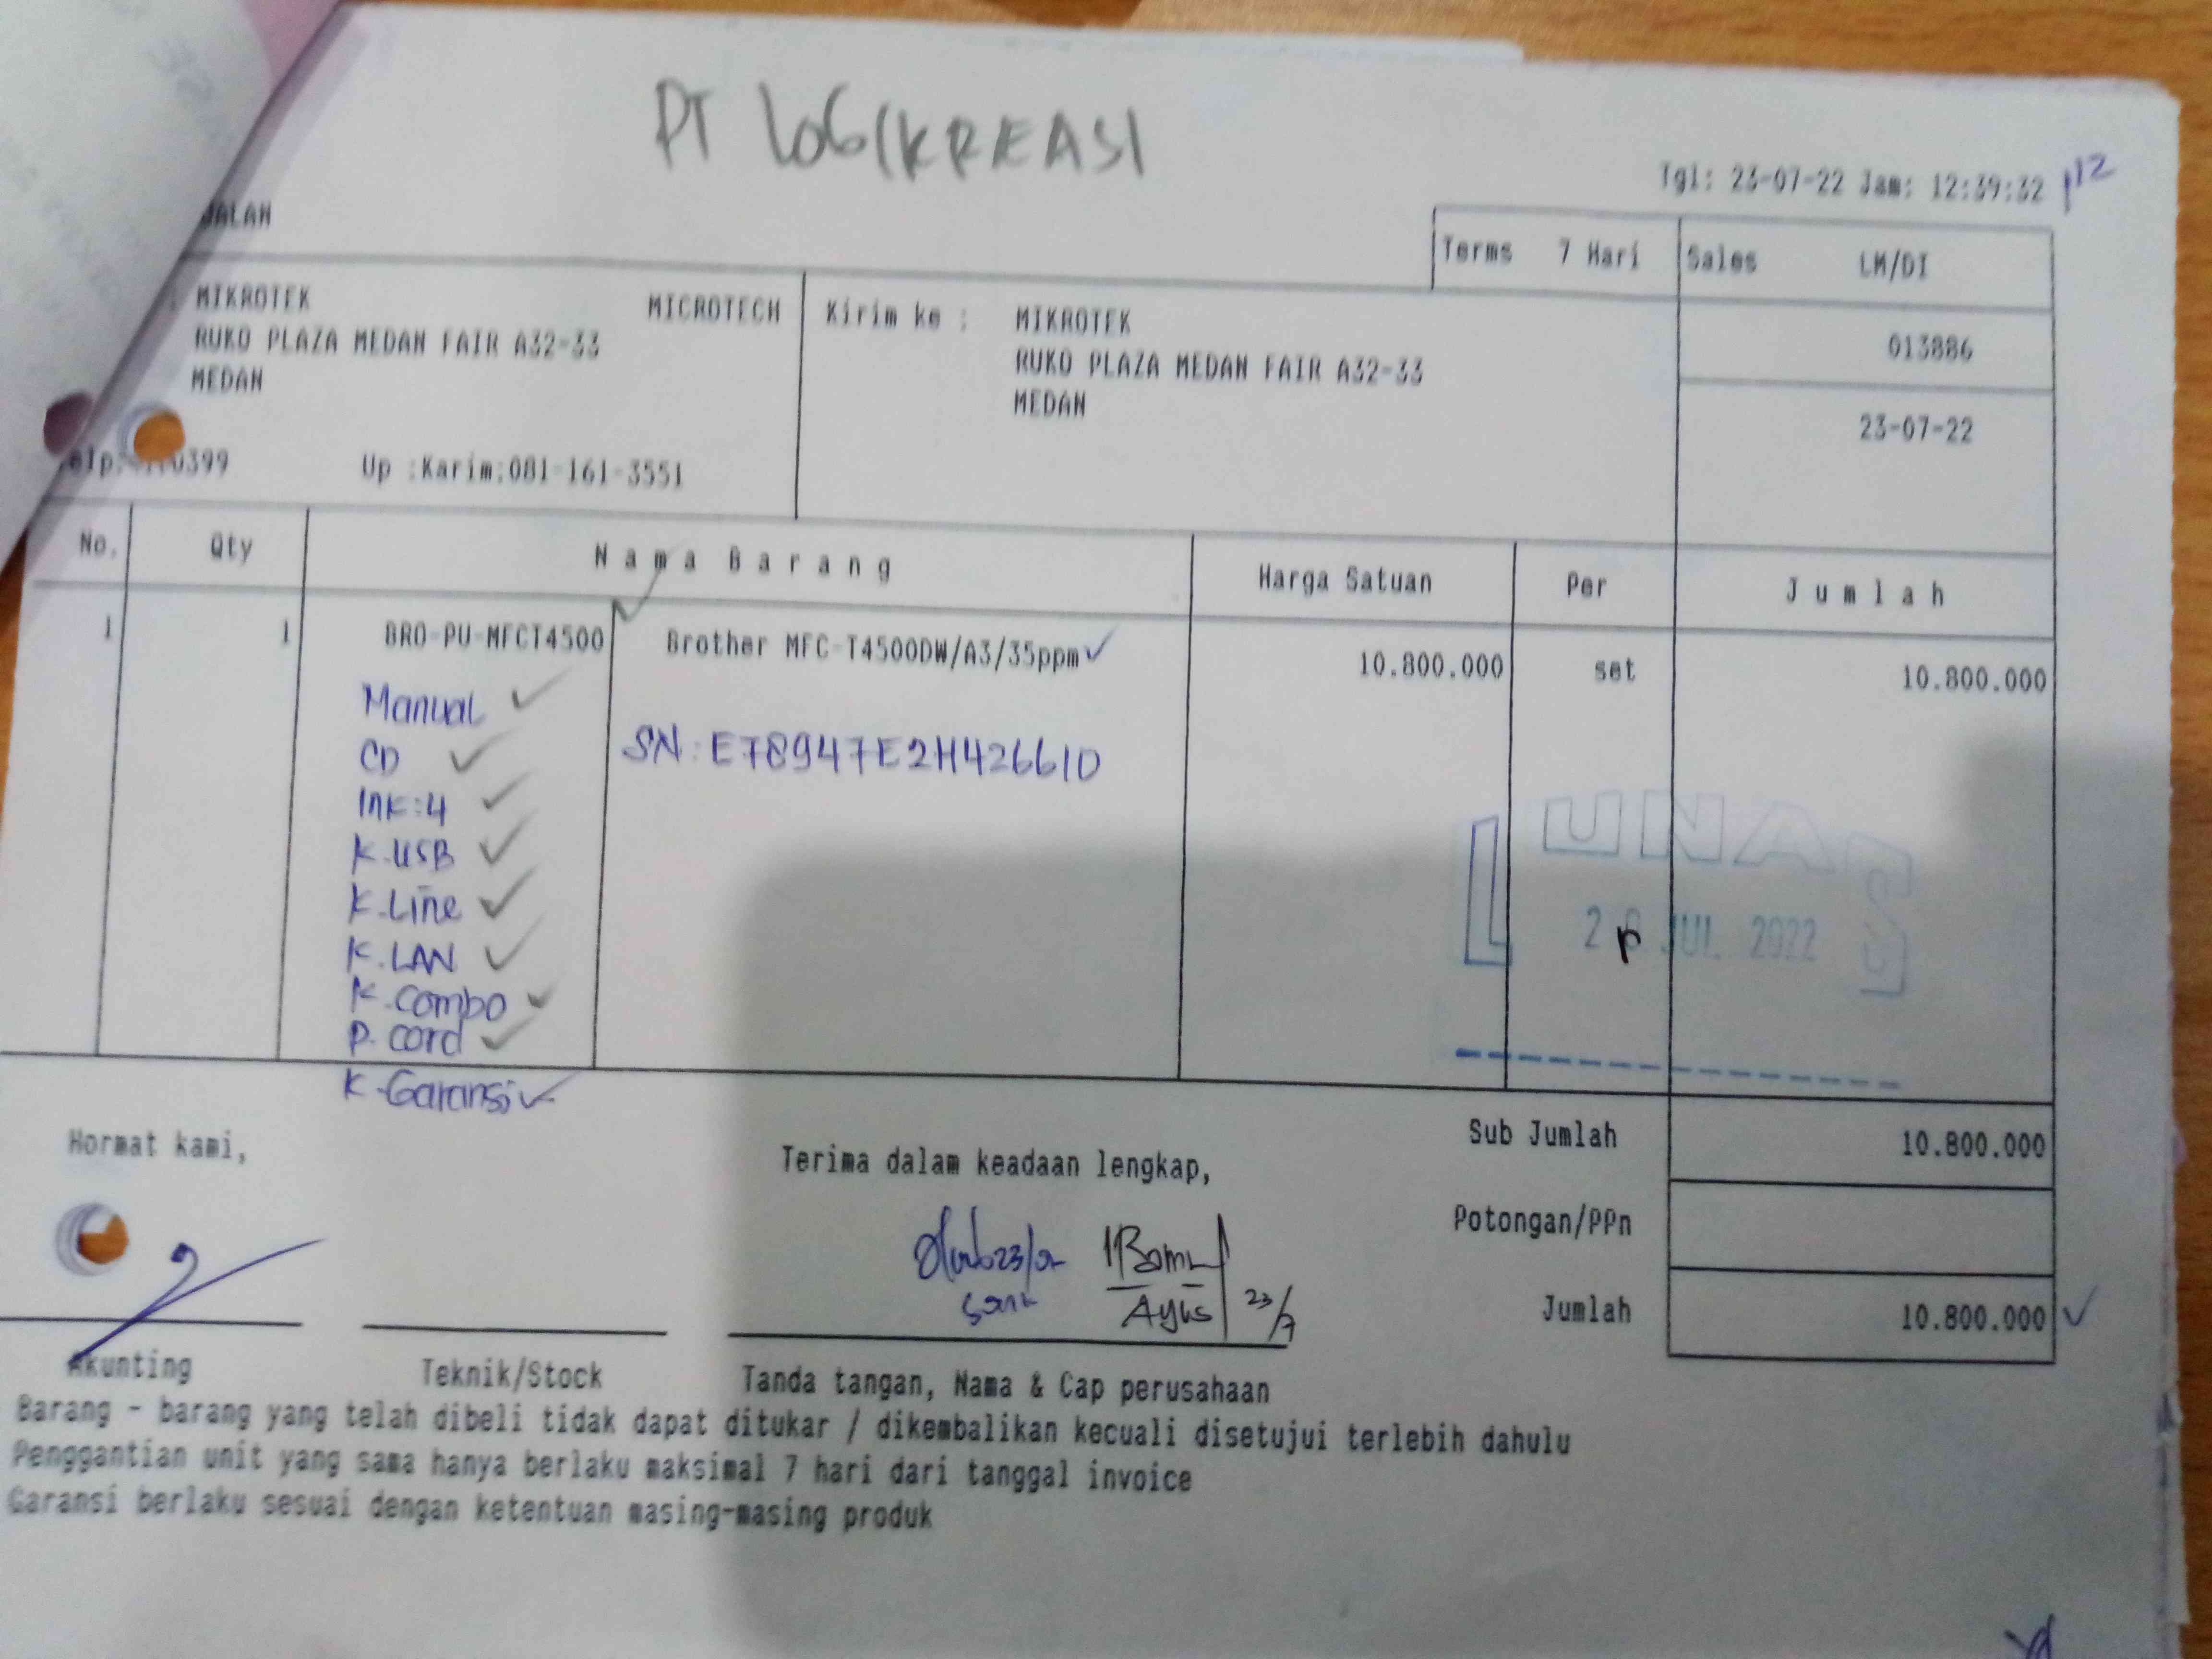 PT LOGIKREASI
Tgl: 23-07-22 Jam: 12:39:32
JALAN
Terms 7 Hari Sales LM/DI
: MIKROTEK MICROTECH Kirim ke : MIKROTEK
RUKO PLAZA MEDAN FAIR A32-33 RUKO PLAZA MEDAN FAIR A32-33 013886
MEDAN MEDAN 23-07-22
Up :Karim:081-161-3551
No. Qty Nama Barang Harga Satuan Per Jumlah
1 1 BRO-PU-MFCT4500 Brother MFC-T4500DW/A3/35ppm 10.800.000 set 10.800.000
Manual
CD SN: E78947E2H426610
Ink:4
K.USB
K.Line
K.LAN
K.Combo
P.Cord
K-Garansi
LUNAS
JUL 2022
Sub Jumlah 10.800.000
Hormat kami, Terima dalam keadaan lengkap,
Potongan/PPn
Jumlah 10.800.000
23/7
Akunting Teknik/Stock Tanda tangan, Nama & Cap perusahaan
Barang - barang yang telah dibeli tidak dapat ditukar / dikembalikan kecuali disetujui terlebih dahulu
Penggantian unit yang sama hanya berlaku maksimal 7 hari dari tanggal invoice
Garansi berlaku sesuai dengan ketentuan masing-masing produk